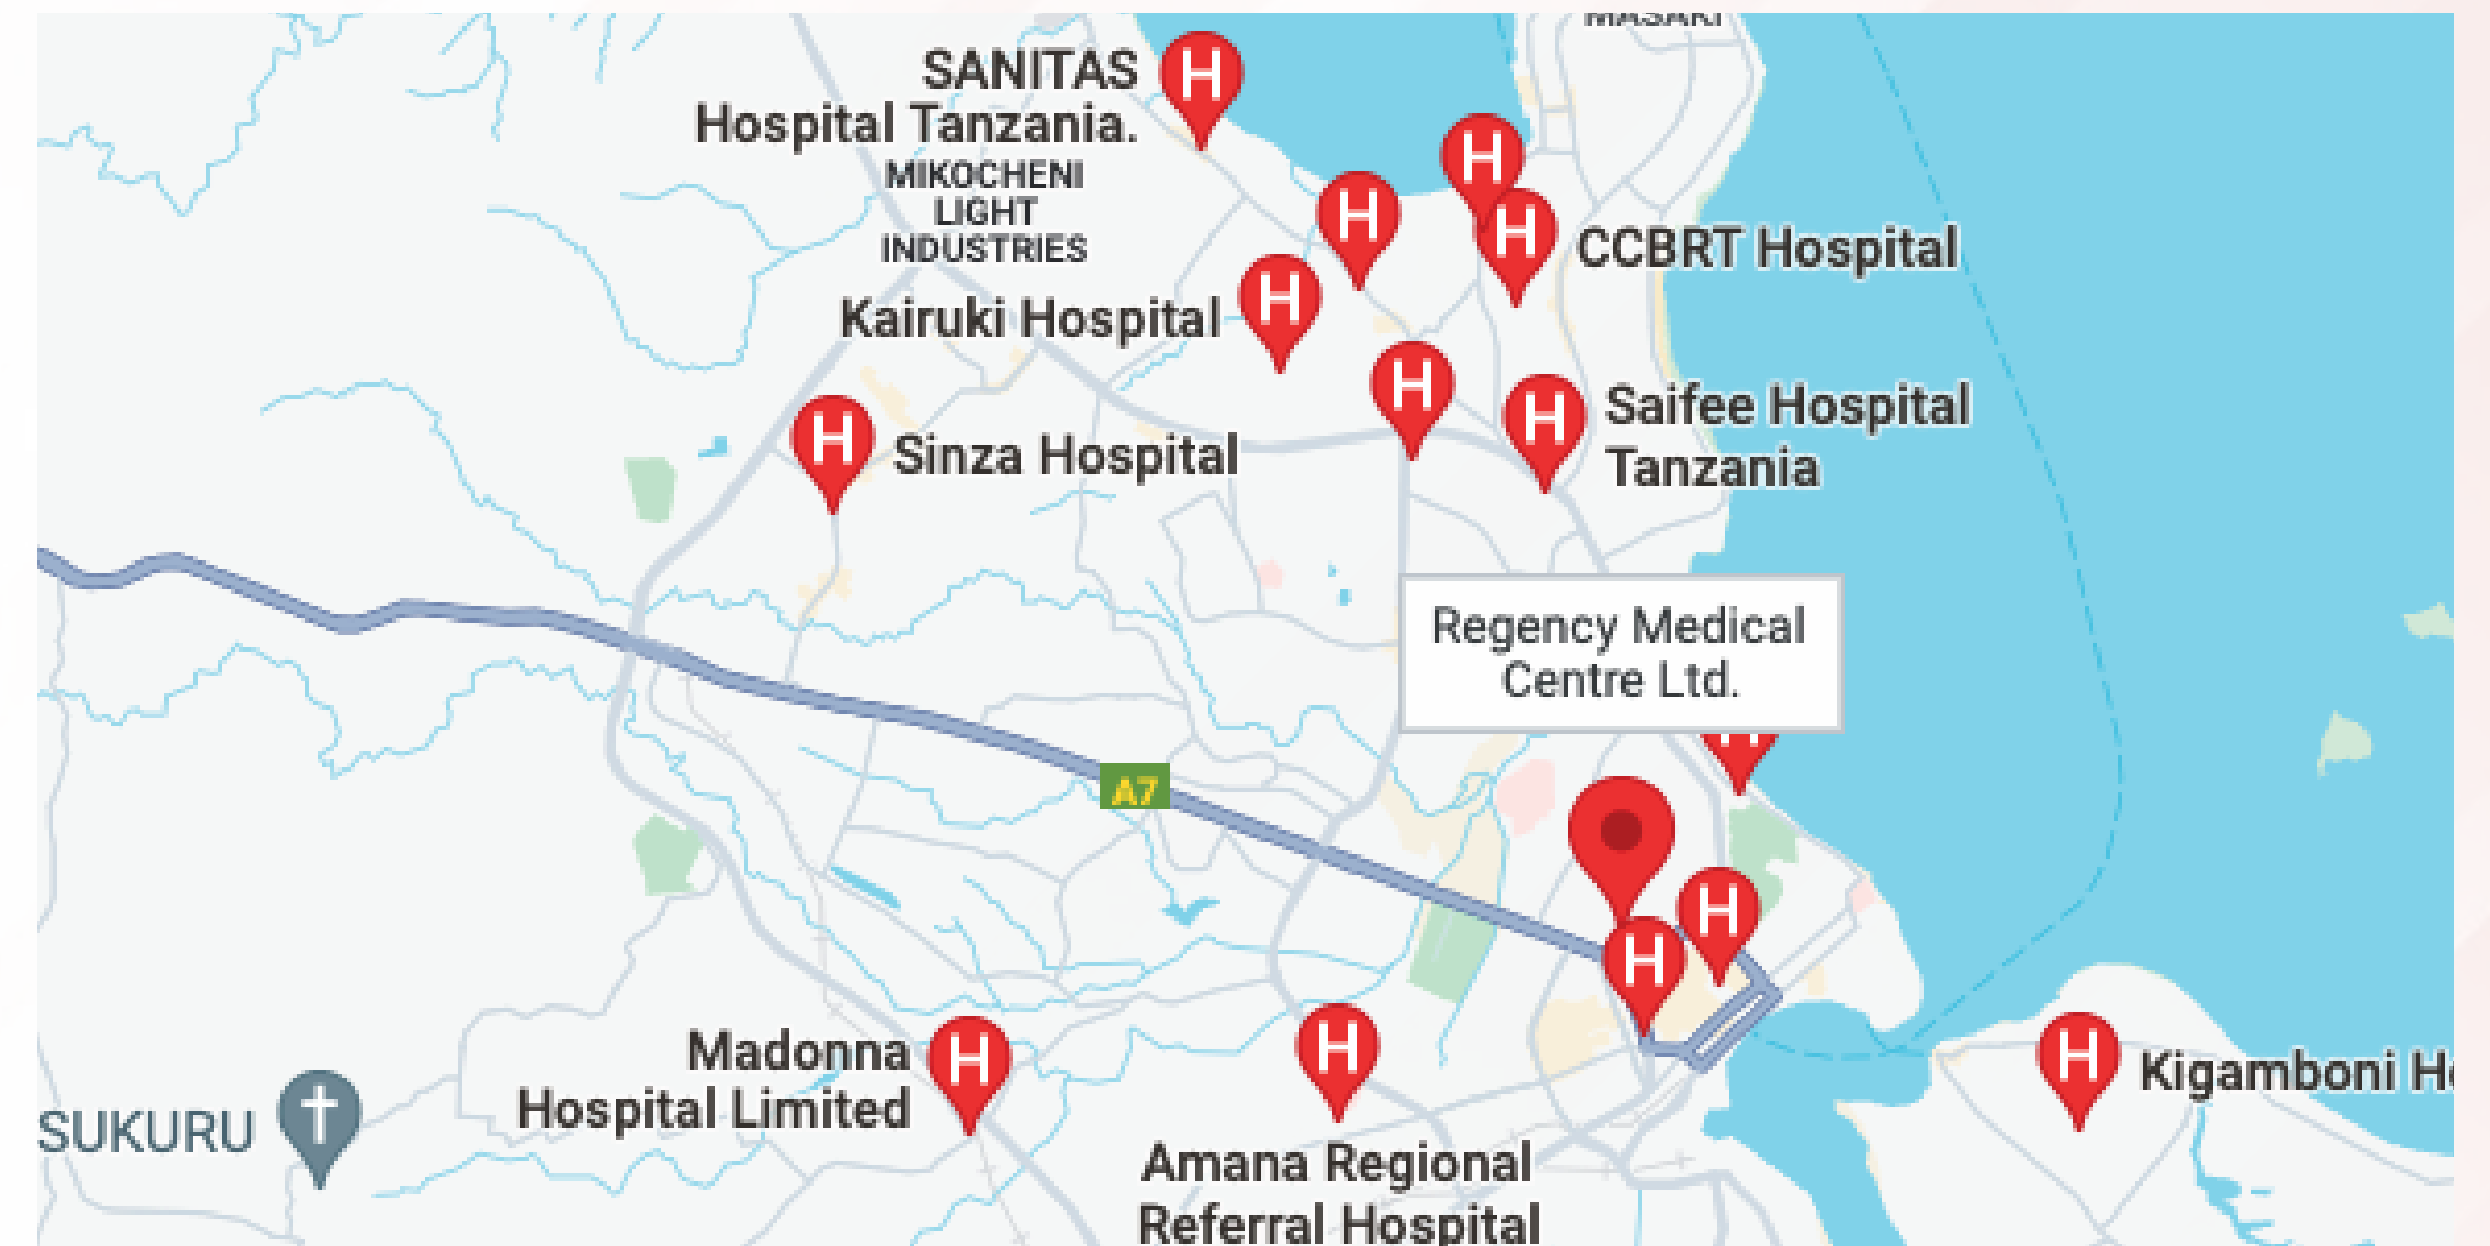 MASAKI
SANITAS
Hospital Tanzania.
MIKOCHENI
LIGHT
INDUSTRIES
H
H
H
H
CCBRT Hospital
Kairuki Hospital
H
H
Sinza Hospital
H
H
Saifee Hospital
Tanzania
Regency Medical
Centre Ltd.
H
A7
H
H
Madonna
Hospital Limited
H
H
Amana Regional
Referral Hospital
SUKURU
H
Kigamboni